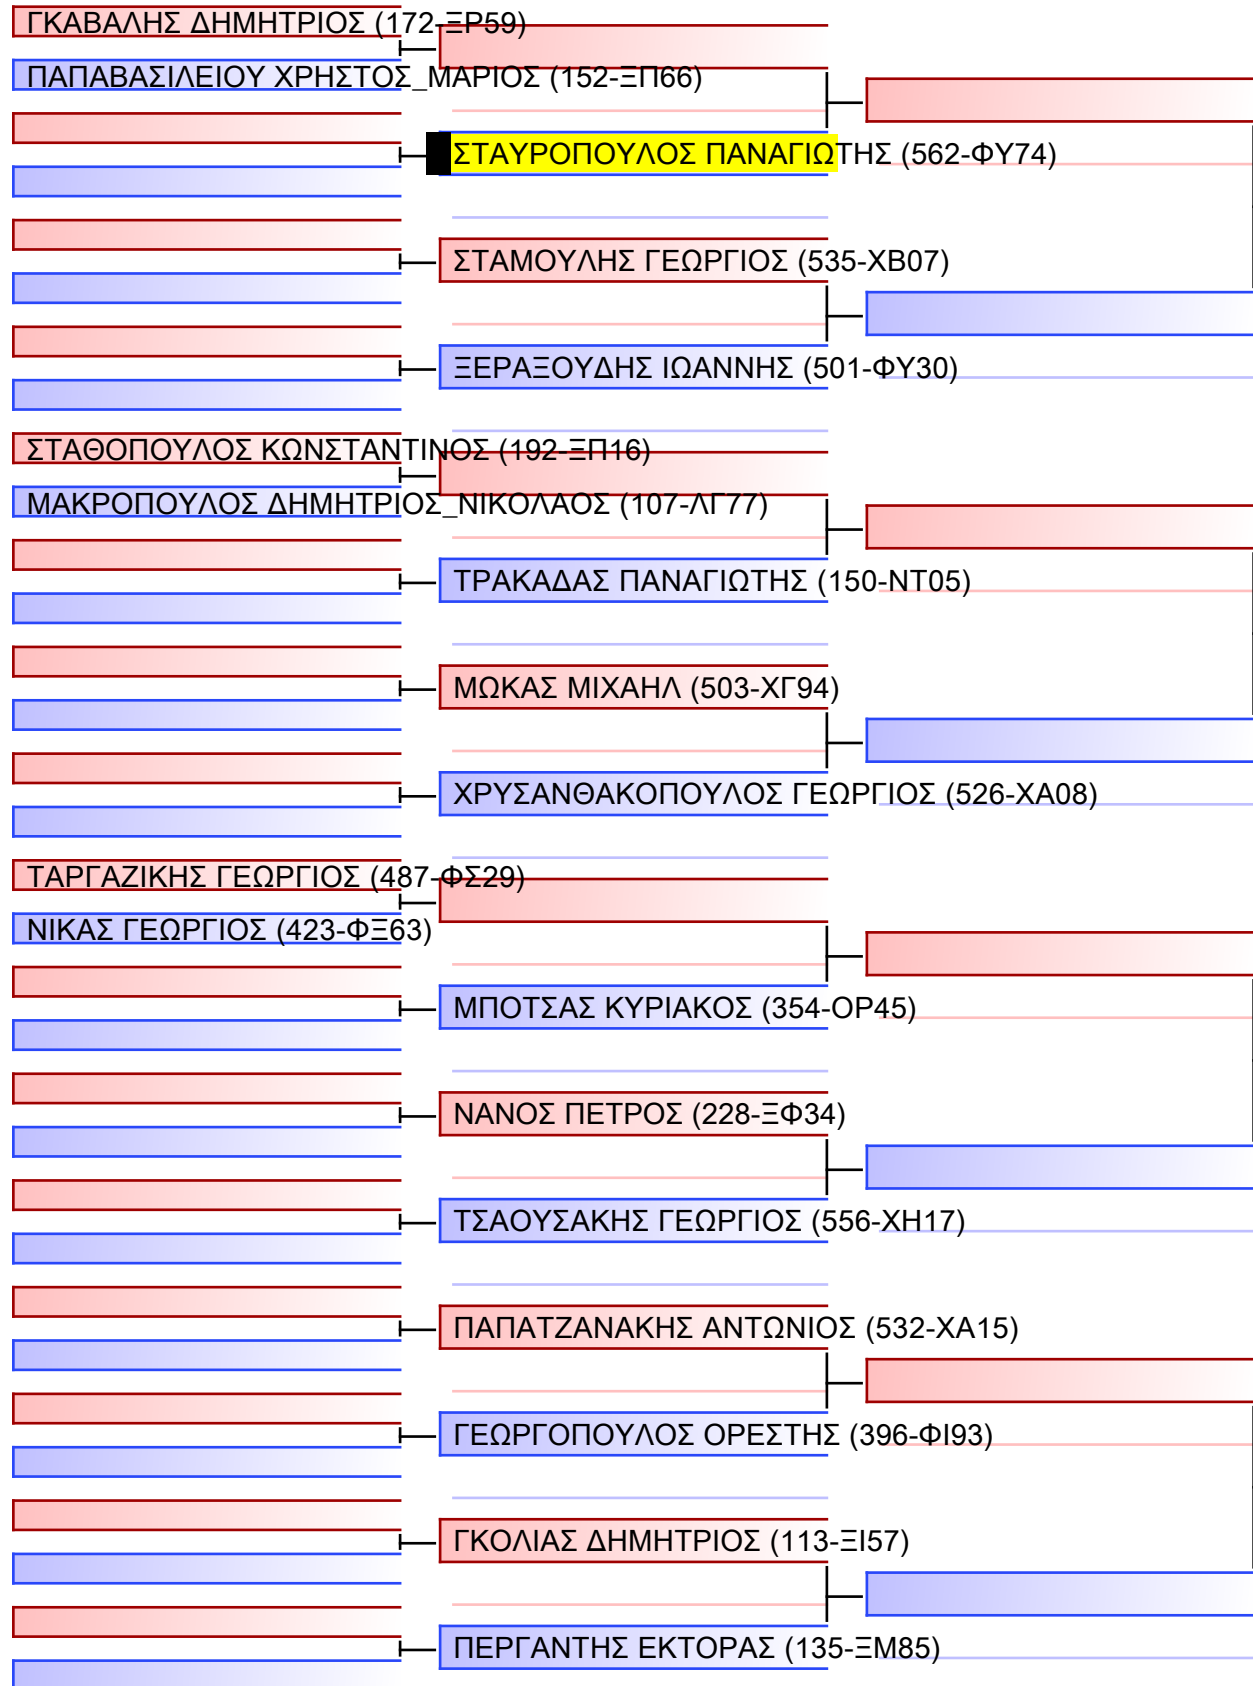 ΓΚΑΒΑΛΗΣ ΔΗΜΗΤΡΙΟΣ (172-ΞΡ59)
ΠΑΠΑΒΑΣΙΛΕΙΟΥ ΧΡΗΣΤΟΣ_ΜΑΡΙΟΣ (152-ΞΠ66)
ΣΤΑΥΡΟΠΟΥΛΟΣ ΠΑΝΑΓΙΩΤΗΣ (562-ΦΥ74)
ΣΤΑΜΟΥΛΗΣ ΓΕΩΡΓΙΟΣ (535-ΧΒ07)
ΞΕΡΑΞΟΥΔΗΣ ΙΩΑΝΝΗΣ (501-ΦΥ30)
ΣΤΑΘΟΠΟΥΛΟΣ ΚΩΝΣΤΑΝΤΙΝΟΣ (192-ΞΠ16)
ΜΑΚΡΟΠΟΥΛΟΣ ΔΗΜΗΤΡΙΟΣ_ΝΙΚΟΛΑΟΣ (107-ΛΓ77)
ΤΡΑΚΑΔΑΣ ΠΑΝΑΓΙΩΤΗΣ (150-ΝΤ05)
ΜΩΚΑΣ ΜΙΧΑΗΛ (503-ΧΓ94)
ΧΡΥΣΑΝΘΑΚΟΠΟΥΛΟΣ ΓΕΩΡΓΙΟΣ (526-ΧΑ08)
ΤΑΡΓΑΖΙΚΗΣ ΓΕΩΡΓΙΟΣ (487-ΦΣ29)
ΝΙΚΑΣ ΓΕΩΡΓΙΟΣ (423-ΦΞ63)
ΜΠΟΤΣΑΣ ΚΥΡΙΑΚΟΣ (354-ΟΡ45)
ΝΑΝΟΣ ΠΕΤΡΟΣ (228-ΞΦ34)
ΤΣΑΟΥΣΑΚΗΣ ΓΕΩΡΓΙΟΣ (556-ΧΗ17)
ΠΑΠΑΤΖΑΝΑΚΗΣ ΑΝΤΩΝΙΟΣ (532-ΧΑ15)
ΓΕΩΡΓΟΠΟΥΛΟΣ ΟΡΕΣΤΗΣ (396-ΦΙ93)
ΓΚΟΛΙΑΣ ΔΗΜΗΤΡΙΟΣ (113-ΞΙ57)
ΠΕΡΓΑΝΤΗΣ ΕΚΤΟΡΑΣ (135-ΞΜ85)